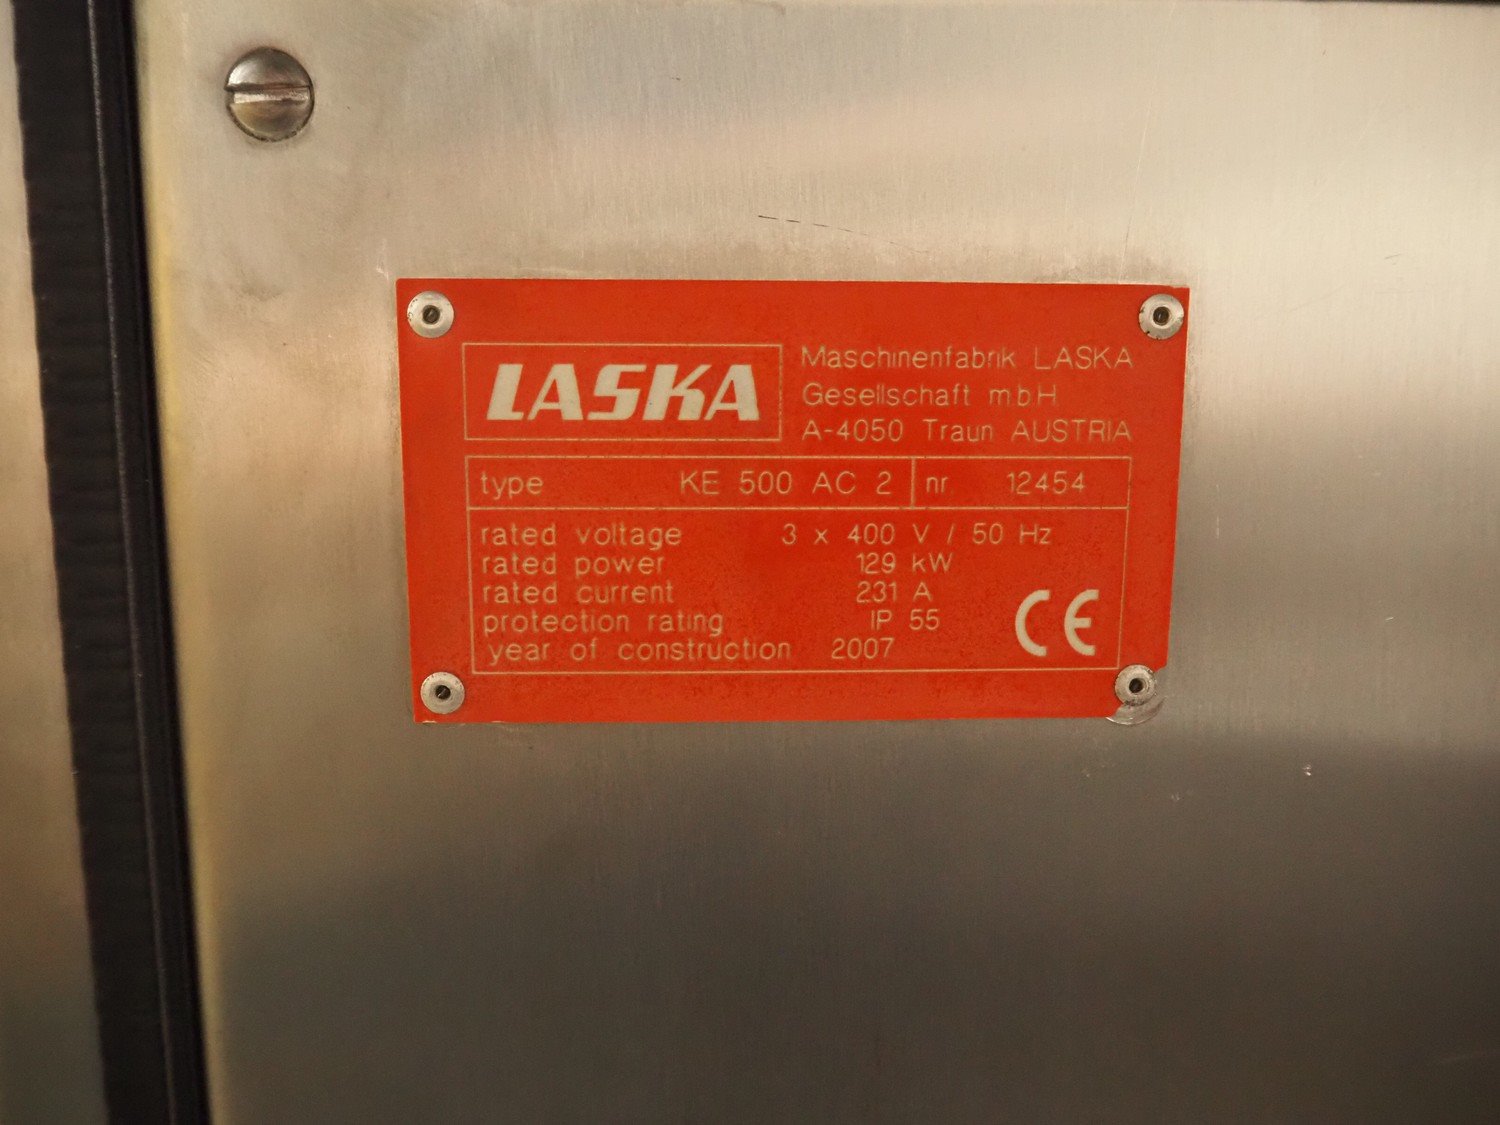 LASKA
Maschinenfabrik LASKA
Gesellschaft m.b.H
A-4050 Traun AUSTRIA
type KE 500 AC 2 nr 12454
rated voltage 3 x 400 V / 50 Hz
rated power 129 kW
rated current 231 A
protection rating IP 55
year of construction 2007
CE